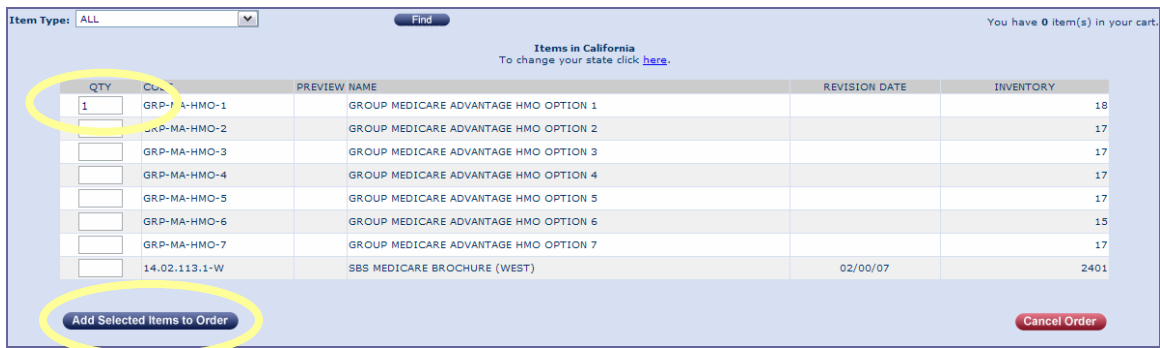 Item Type: ALL Find You have 0 item(s) in your cart.
Items in California
To change your state click here.
QTY CODE PREVIEW NAME REVISION DATE INVENTORY
1 GRP-MA-HMO-1 GROUP MEDICARE ADVANTAGE HMO OPTION 1 18
GRP-MA-HMO-2 GROUP MEDICARE ADVANTAGE HMO OPTION 2 17
GRP-MA-HMO-3 GROUP MEDICARE ADVANTAGE HMO OPTION 3 17
GRP-MA-HMO-4 GROUP MEDICARE ADVANTAGE HMO OPTION 4 17
GRP-MA-HMO-5 GROUP MEDICARE ADVANTAGE HMO OPTION 5 17
GRP-MA-HMO-6 GROUP MEDICARE ADVANTAGE HMO OPTION 6 15
GRP-MA-HMO-7 GROUP MEDICARE ADVANTAGE HMO OPTION 7 17
14.02.113.1-W SBS MEDICARE BROCHURE (WEST) 02/00/07 2401
Add Selected Items to Order Cancel Order